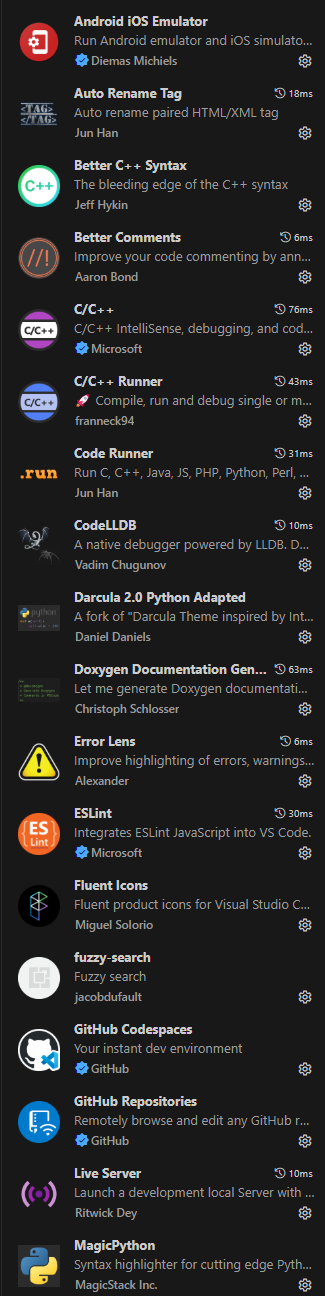 Android iOS Emulator
Run Android emulator and iOS simulato...
Diemas Michiels
Auto Rename Tag 18ms
<TAG>
</TAG>
Auto rename paired HTML/XML tag
Jun Han
Better C++ Syntax
C++
The bleeding edge of the C++ syntax
Jeff Hykin
Better Comments 6ms
//!
Improve your code commenting by ann...
Aaron Bond
C/C++ 76ms
C/C++
C/C++ IntelliSense, debugging, and cod...
Microsoft
C/C++ Runner 43ms
C/C++
🚀 Compile, run and debug single or m...
franneck94
Code Runner 31ms
.run
Run C, C++, Java, JS, PHP, Python, Perl, ...
Jun Han
CodeLLDB 10ms
A native debugger powered by LLDB. D...
Vadim Chugunov
Darcula 2.0 Python Adapted
python
A fork of "Darcula Theme inspired by Int...
Daniel Daniels
Doxygen Documentation Gen... 63ms
Let me generate Doxygen documentati...
Christoph Schlosser
Error Lens 6ms
Improve highlighting of errors, warnings...
Alexander
ESLint 30ms
ES
Lint
Integrates ESLint JavaScript into VS Code.
Microsoft
Fluent Icons
Fluent product icons for Visual Studio C...
Miguel Solorio
fuzzy-search
Fuzzy search
jacobdufault
GitHub Codespaces
Your instant dev environment
GitHub
GitHub Repositories
Remotely browse and edit any GitHub r...
GitHub
Live Server 10ms
Launch a development local Server with ...
Ritwick Dey
MagicPython
Syntax highlighter for cutting edge Pyth...
MagicStack Inc.